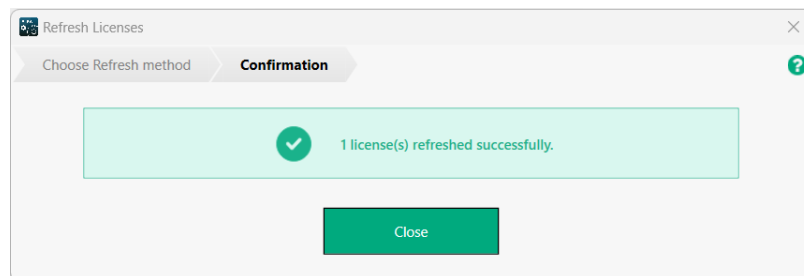 Refresh Licenses
Choose Refresh method
Confirmation
?
1 license(s) refreshed successfully.
Close